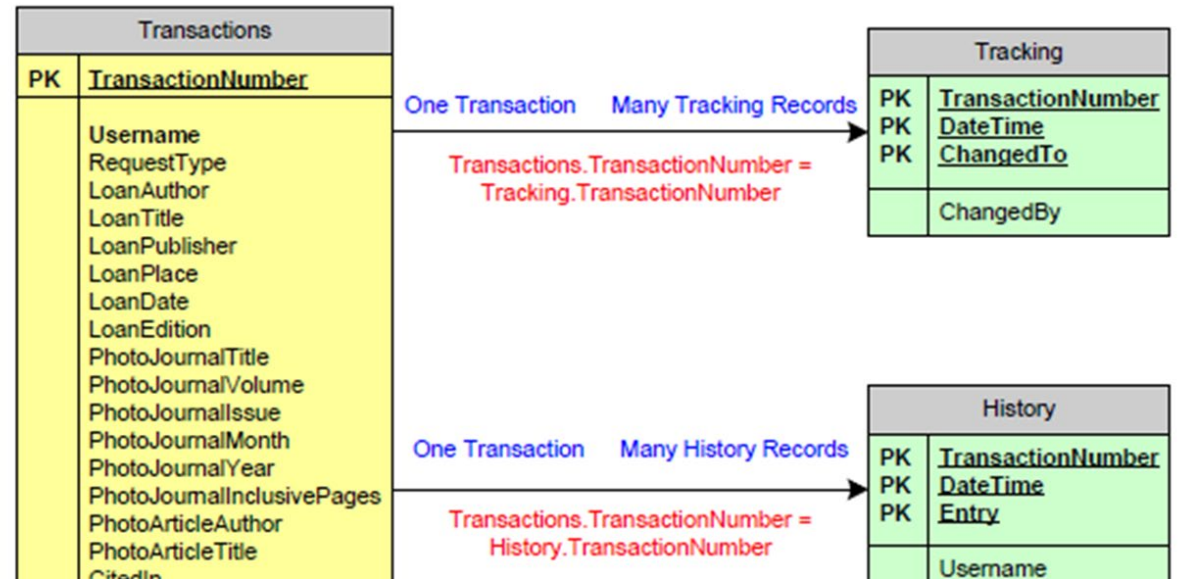 Transactions
PK TransactionNumber
Username
RequestType
LoanAuthor
LoanTitle
LoanPublisher
LoanPlace
LoanDate
LoanEdition
PhotoJournalTitle
PhotoJournalVolume
PhotoJournalIssue
PhotoJournalMonth
PhotoJournalYear
PhotoJournalInclusivePages
PhotoArticleAuthor
PhotoArticleTitle
CitedIn
One Transaction Many Tracking Records
Transactions.TransactionNumber =
Tracking.TransactionNumber
Tracking
PK TransactionNumber
PK DateTime
PK ChangedTo
ChangedBy
One Transaction Many History Records
Transactions.TransactionNumber =
History.TransactionNumber
History
PK TransactionNumber
PK DateTime
PK Entry
Username